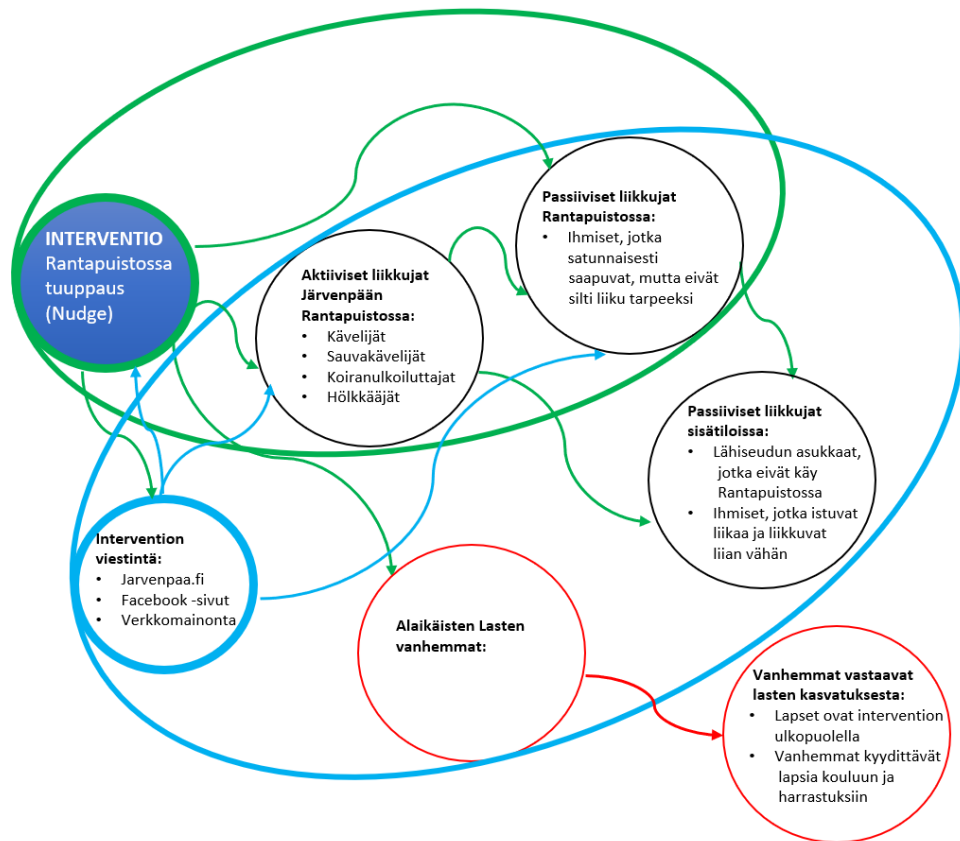 INTERVENTIO
Rantapuistossa
tuuppaus
(Nudge)
Aktiiviset liikkujat
Järvenpään
Rantapuistossa:
• Kävelijät
• Sauvakävelijät
• Koiranulkoiluttajat
• Hölkkääjät
Passiiviset liikkujat
Rantapuistossa:
• Ihmiset, jotka
satunnaisesti
saapuvat, mutta eivät
silti liiku tarpeeksi
Passiiviset liikkujat
sisätiloissa:
• Lähiseudun asukkaat,
jotka eivät käy
Rantapuistossa
• Ihmiset, jotka istuvat
liikaa ja liikkuvat
liian vähän
Intervention
viestintä:
• Jarvenpaa.fi
• Facebook -sivut
• Verkkomainonta
Alaikäisten Lasten
vanhemmat:
Vanhemmat vastaavat
lasten kasvatuksesta:
• Lapset ovat intervention
ulkopuolella
• Vanhemmat kyydittävät
lapsia kouluun ja
harrastuksiin